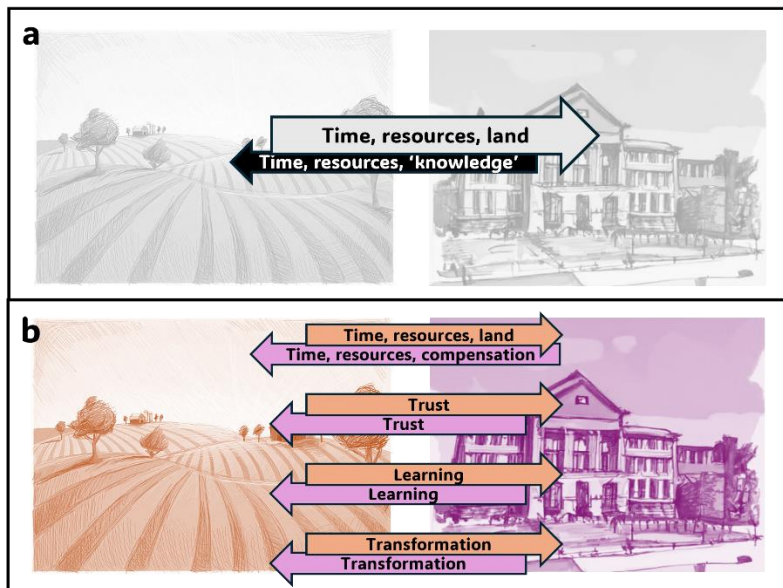 a
Time, resources, land
Time, resources, ‘knowledge’
b
Time, resources, land
Time, resources, compensation
Trust
Trust
Learning
Learning
Transformation
Transformation